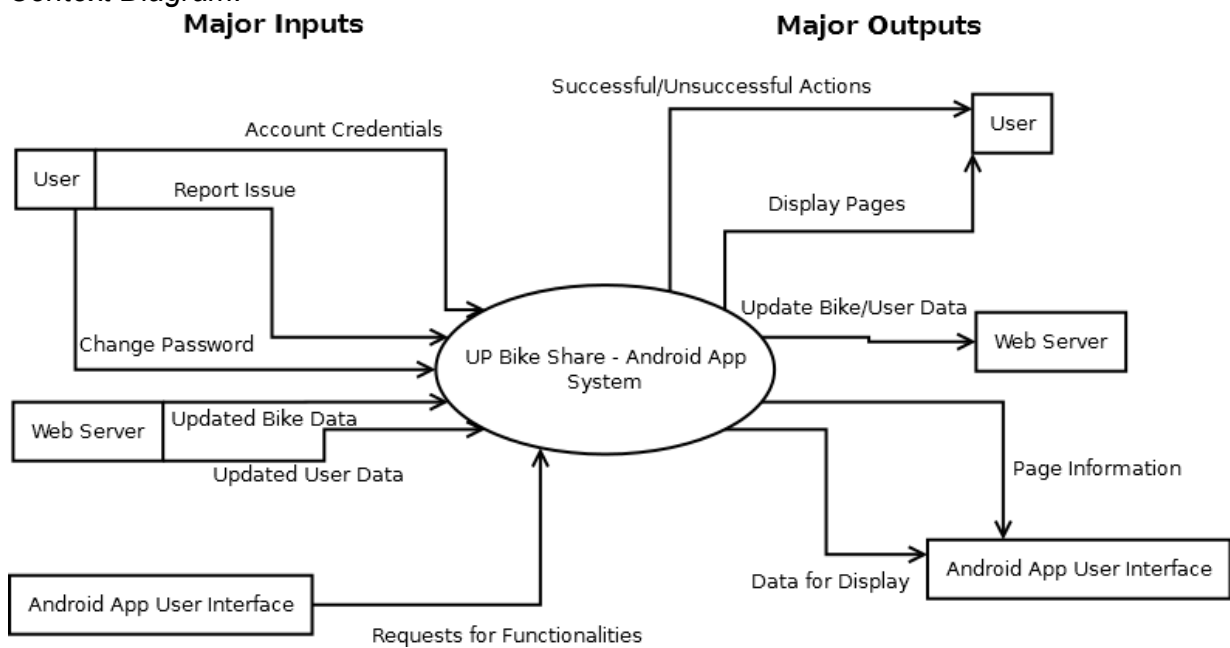 Context Diagram:
Major Inputs
Major Outputs
Successful/Unsuccessful Actions
User
Account Credentials
User
Report Issue
Display Pages
Update Bike/User Data
Web Server
Change Password
UP Bike Share - Android App
System
Updated Bike Data
Web Server
Updated User Data
Page Information
Android App User Interface
Data for Display
Android App User Interface
Requests for Functionalities